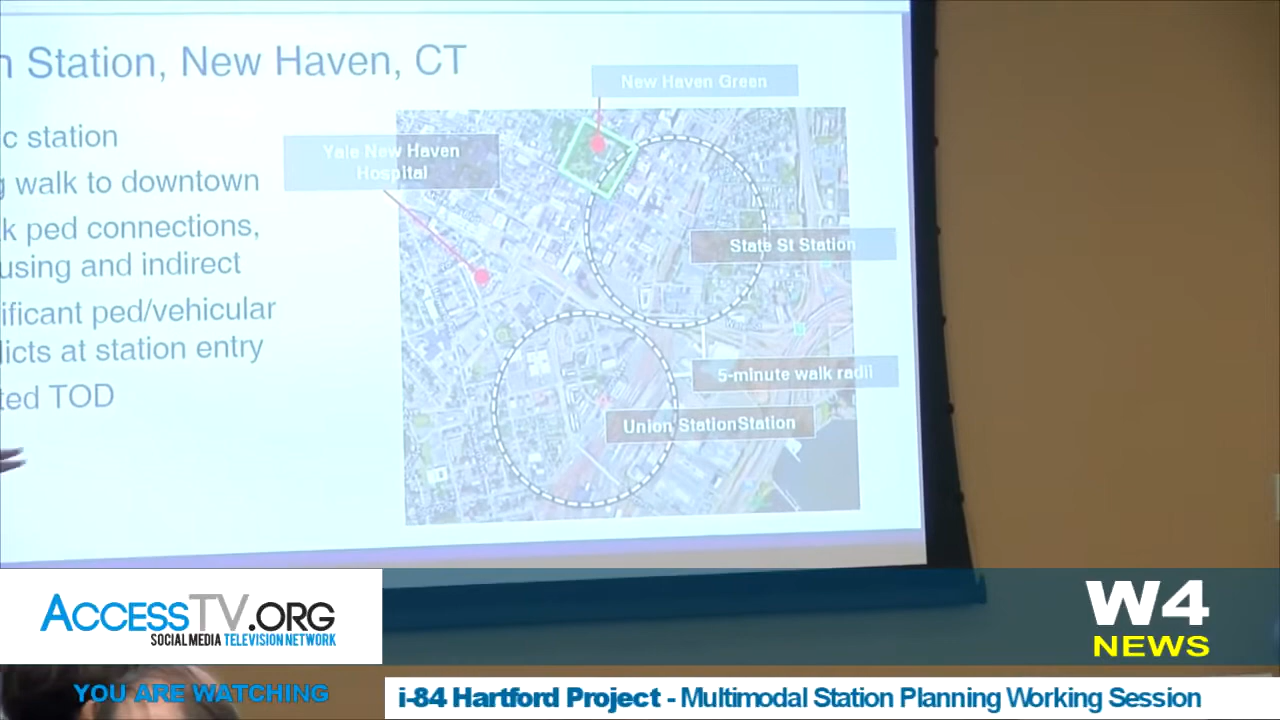 n Station, New Haven, CT
c station
g walk to downtown
k ped connections,
using and indirect
ificant ped/vehicular
licts at station entry
ted TOD
New Haven Green
Yale New Haven
Hospital
State St Station
5-minute walk radii
Union StationStation
ACCESSTV.ORG
SOCIAL MEDIA TELEVISION NETWORK
W4
NEWS
YOU ARE WATCHING
i-84 Hartford Project - Multimodal Station Planning Working Session